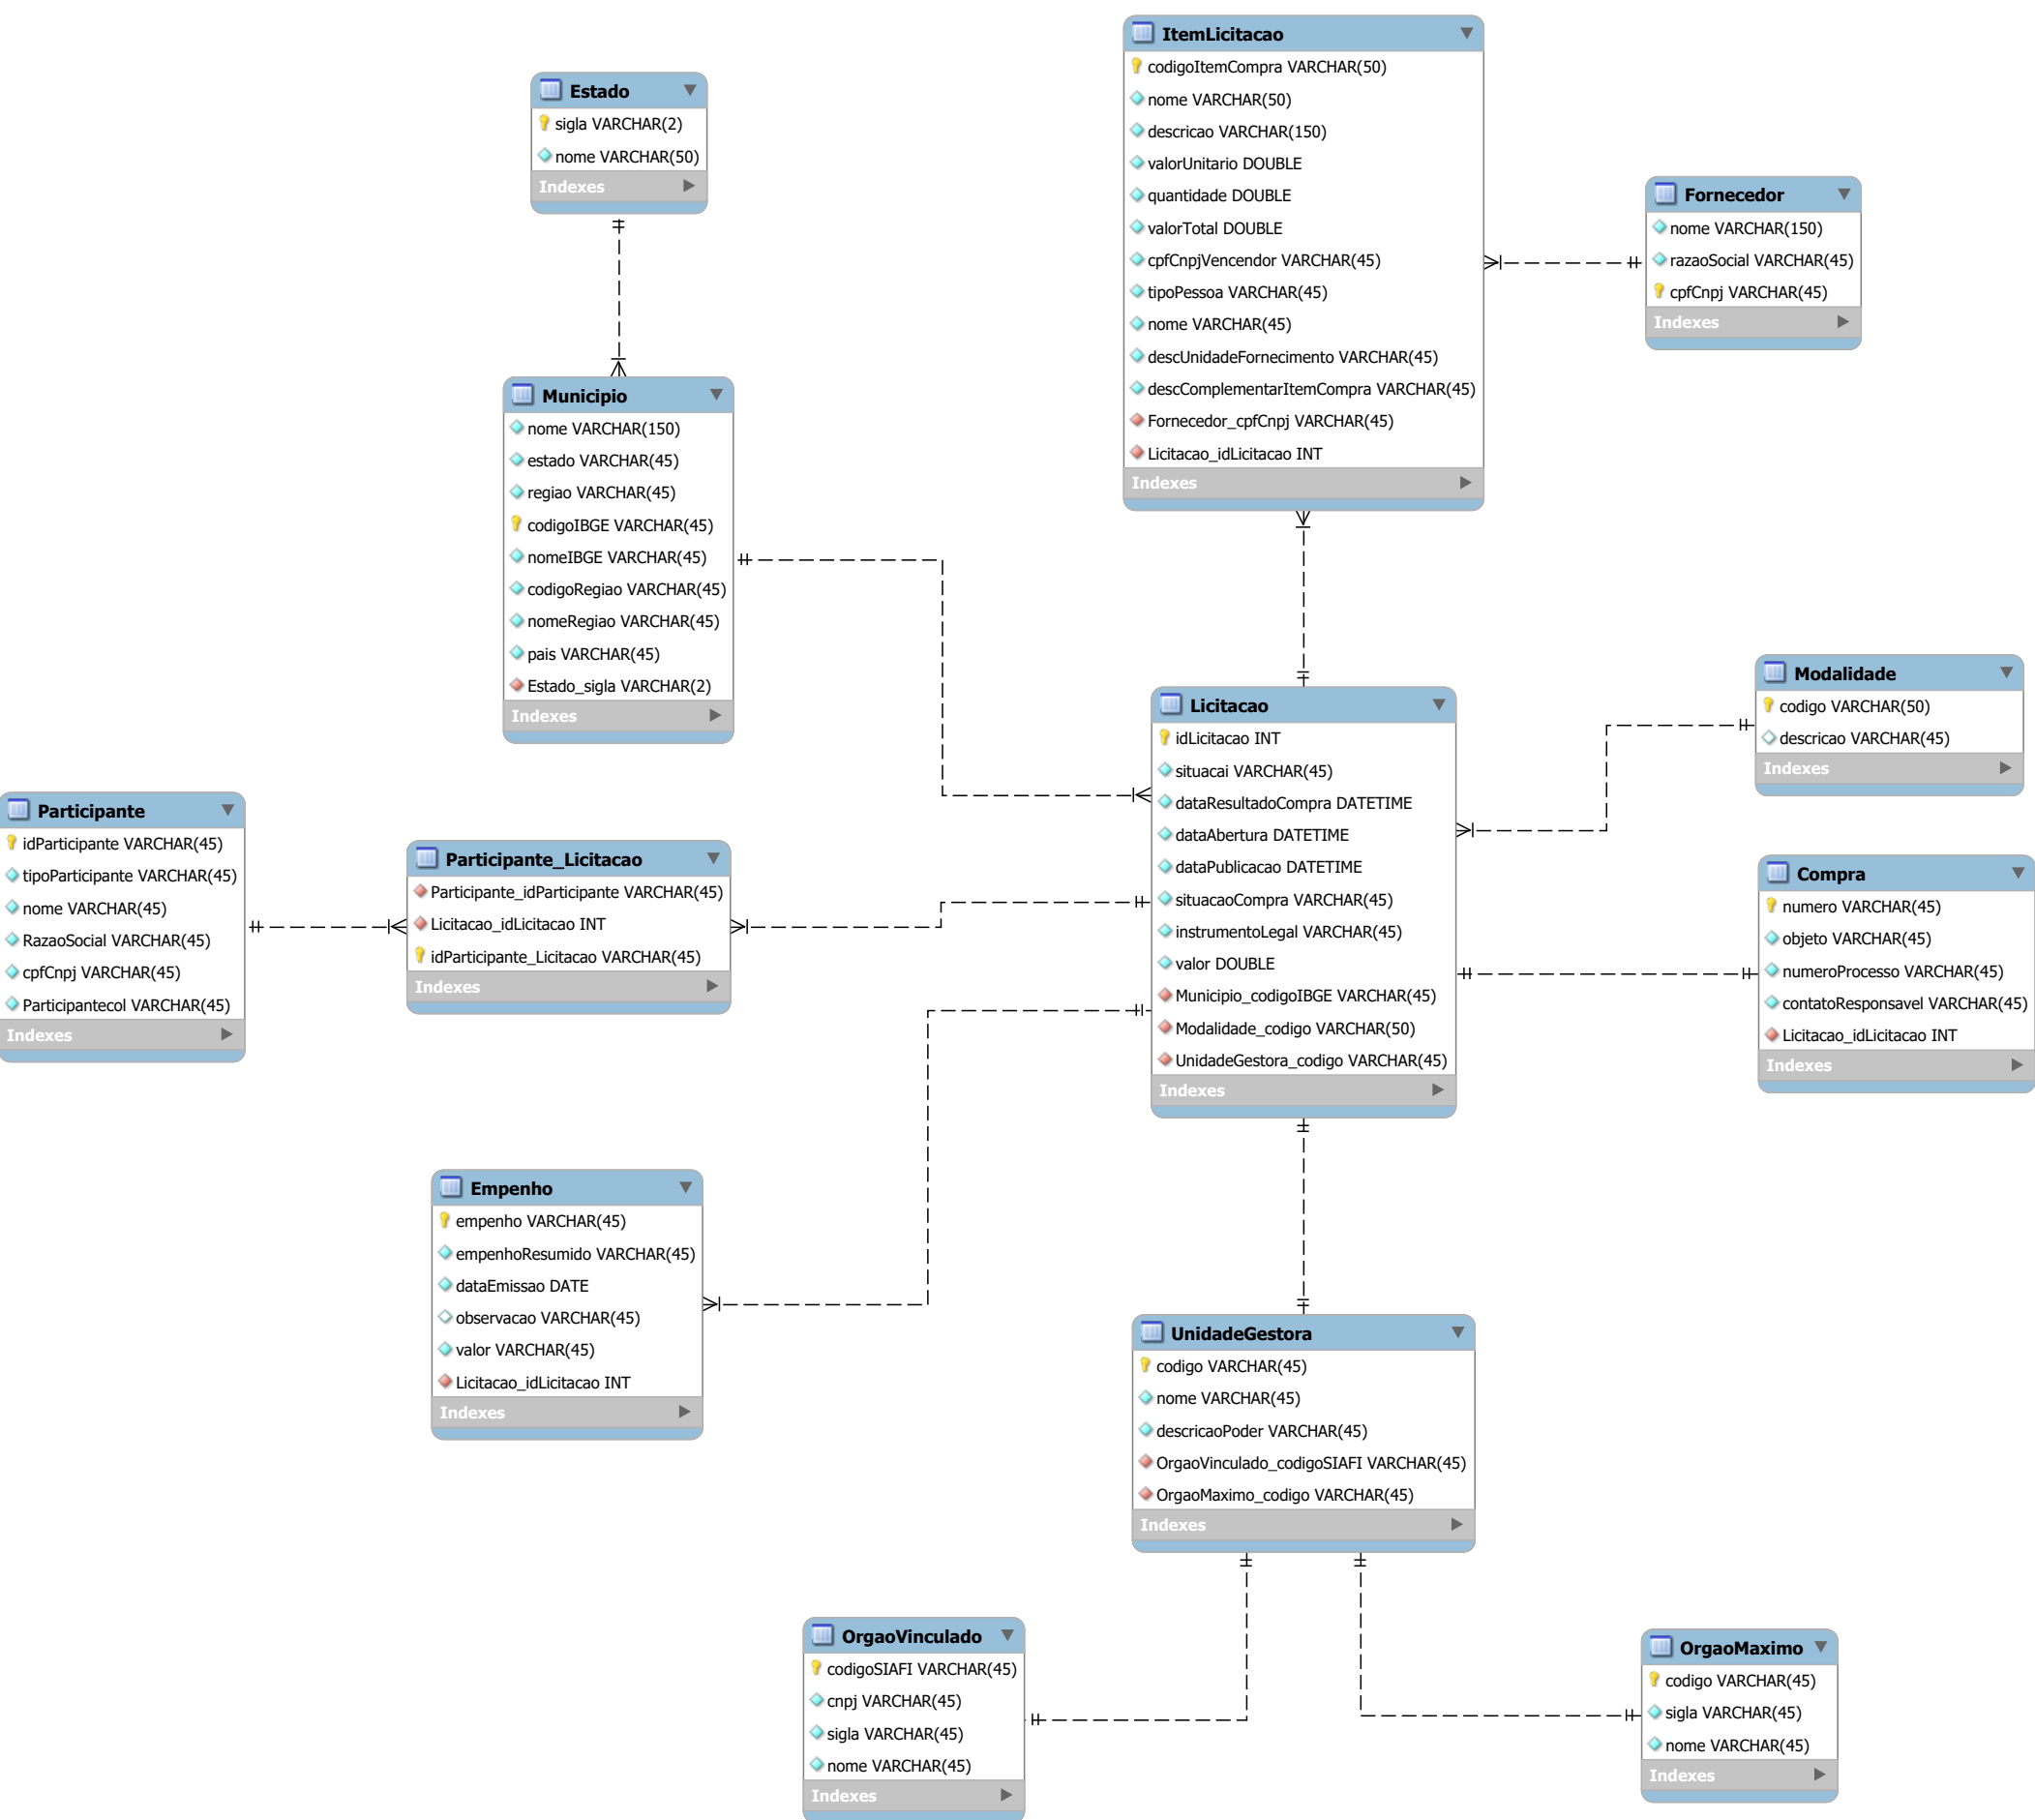 ItemLicitacao
codigoItemCompra VARCHAR(50)
nome VARCHAR(50)
descricao VARCHAR(150)
valorUnitario DOUBLE
quantidade DOUBLE
valorTotal DOUBLE
cpfCnpjVencendor VARCHAR(45)
tipoPessoa VARCHAR(45)
nome VARCHAR(45)
descUnidadeFornecimento VARCHAR(45)
descComplementarItemCompra VARCHAR(45)
Fornecedor_cpfCnpj VARCHAR(45)
Licitacao_idLicitacao INT
Indexes
Estado
sigla VARCHAR(2)
nome VARCHAR(50)
Indexes
Fornecedor
nome VARCHAR(150)
razaoSocial VARCHAR(45)
cpfCnpj VARCHAR(45)
Indexes
Municipio
nome VARCHAR(150)
estado VARCHAR(45)
regiao VARCHAR(45)
codigoIBGE VARCHAR(45)
nomeIBGE VARCHAR(45)
codigoRegiao VARCHAR(45)
nomeRegiao VARCHAR(45)
pais VARCHAR(45)
Estado_sigla VARCHAR(2)
Indexes
Modalidade
codigo VARCHAR(50)
descricao VARCHAR(45)
Indexes
Licitacao
idLicitacao INT
situacai VARCHAR(45)
dataResultadoCompra DATETIME
dataAbertura DATETIME
dataPublicacao DATETIME
situacaoCompra VARCHAR(45)
instrumentoLegal VARCHAR(45)
valor DOUBLE
Municipio_codigoIBGE VARCHAR(45)
Modalidade_codigo VARCHAR(50)
UnidadeGestora_codigo VARCHAR(45)
Indexes
Participante
idParticipante VARCHAR(45)
tipoParticipante VARCHAR(45)
nome VARCHAR(45)
RazaoSocial VARCHAR(45)
cpfCnpj VARCHAR(45)
Participantecol VARCHAR(45)
Indexes
Participante_Licitacao
Participante_idParticipante VARCHAR(45)
Licitacao_idLicitacao INT
idParticipante_Licitacao VARCHAR(45)
Indexes
Compra
numero VARCHAR(45)
objeto VARCHAR(45)
numeroProcesso VARCHAR(45)
contatoResponsavel VARCHAR(45)
Licitacao_idLicitacao INT
Indexes
Empenho
empenho VARCHAR(45)
empenhoResumido VARCHAR(45)
dataEmissao DATE
observacao VARCHAR(45)
valor VARCHAR(45)
Licitacao_idLicitacao INT
Indexes
UnidadeGestora
codigo VARCHAR(45)
nome VARCHAR(45)
descricaoPoder VARCHAR(45)
OrgaoVinculado_codigoSIAFI VARCHAR(45)
OrgaoMaximo_codigo VARCHAR(45)
Indexes
OrgaoVinculado
codigoSIAFI VARCHAR(45)
cnpj VARCHAR(45)
sigla VARCHAR(45)
nome VARCHAR(45)
Indexes
OrgaoMaximo
codigo VARCHAR(45)
sigla VARCHAR(45)
nome VARCHAR(45)
Indexes